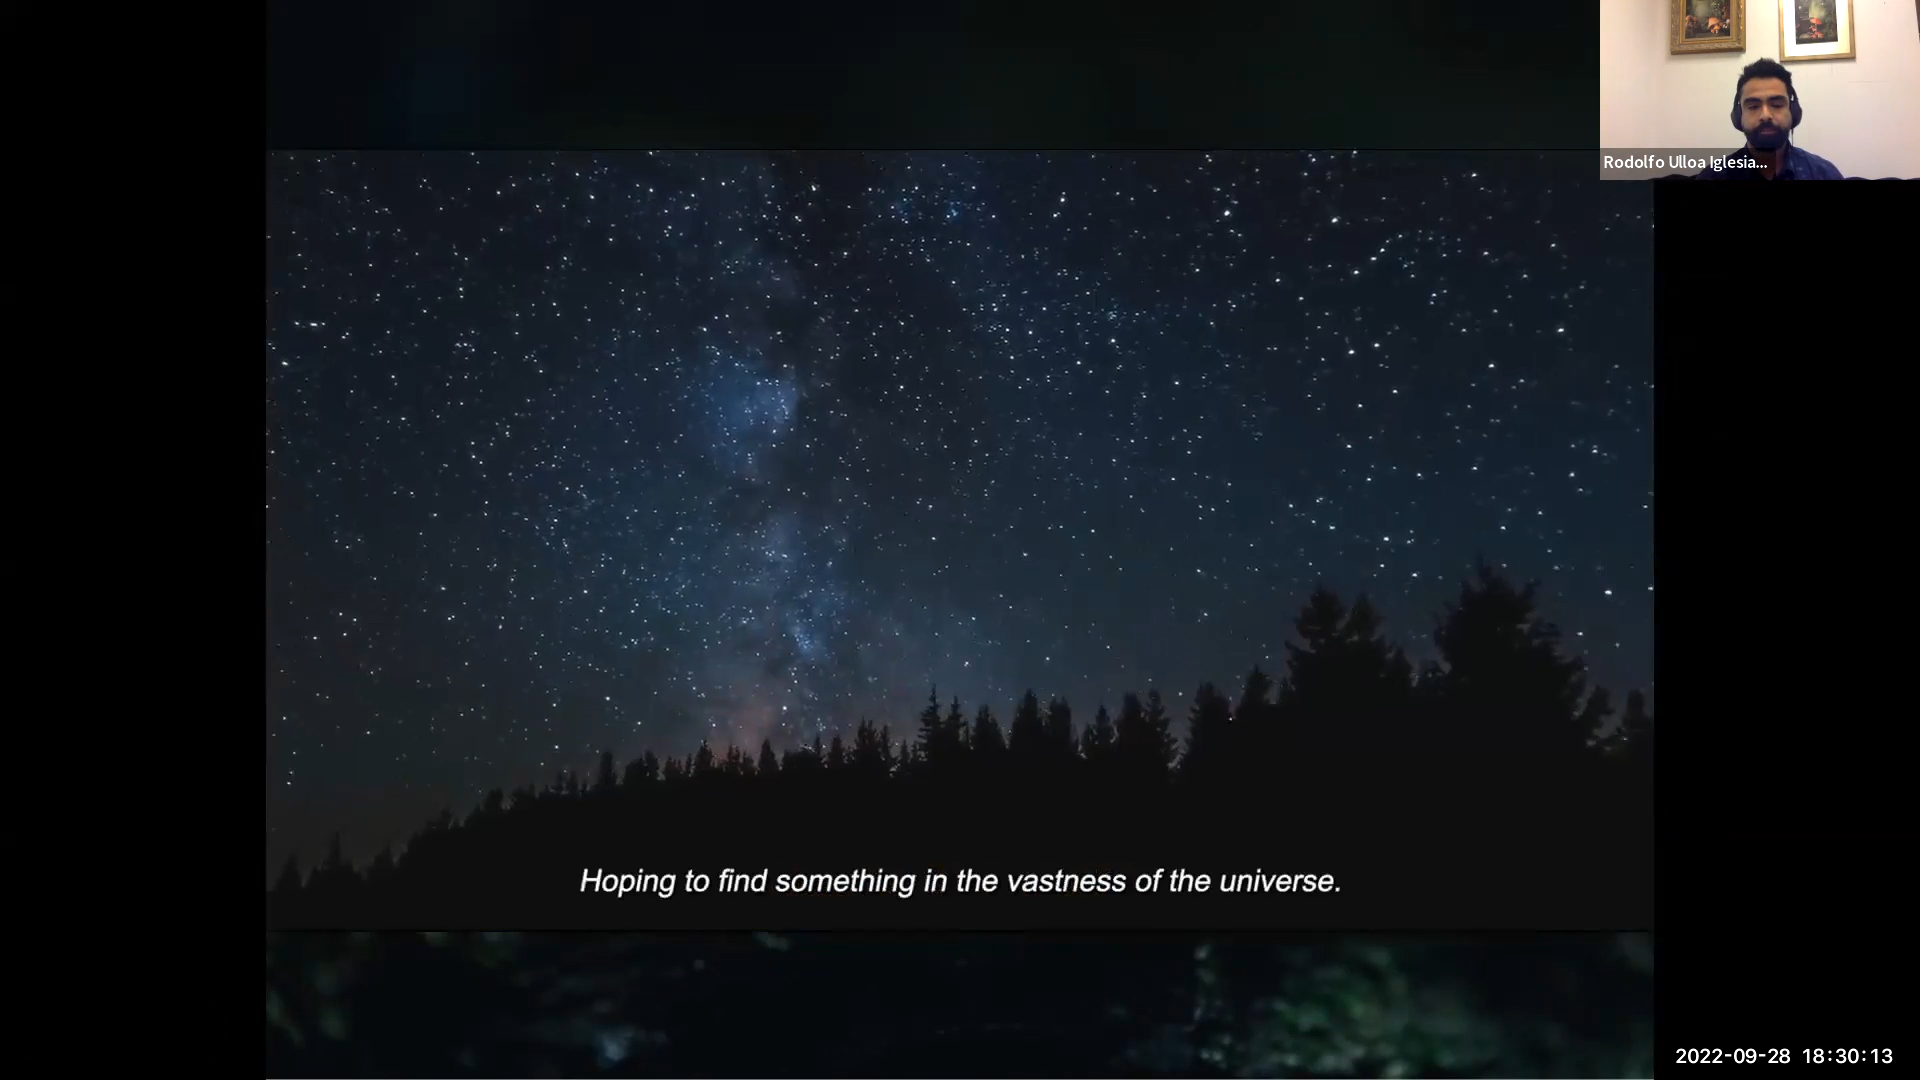 Rodolfo Ulloa Iglesia...
Hoping to find something in the vastness of the universe.
2022-09-28 18:30:13